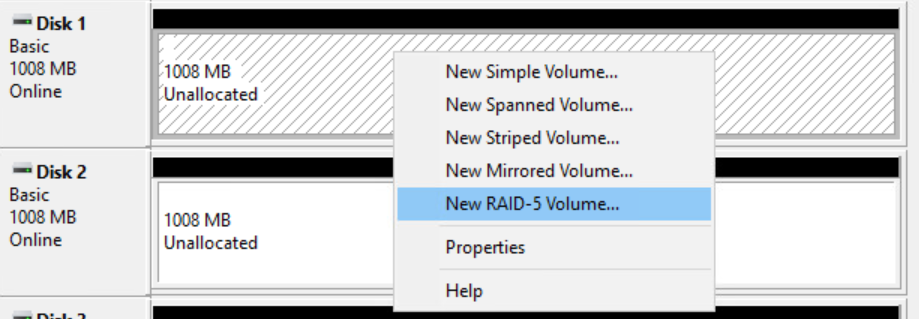 Disk 1
Basic
1008 MB
Online
1008 MB
Unallocated
New Simple Volume...
New Spanned Volume...
New Striped Volume...
New Mirrored Volume...
New RAID-5 Volume...
Properties
Help
Disk 2
Basic
1008 MB
Online
1008 MB
Unallocated
Disk 3